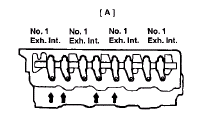 [ A ]
No. 1 No. 1 No. 1 No. 1
Exh. Int. Exh. Int. Exh. Int. Exh. Int.